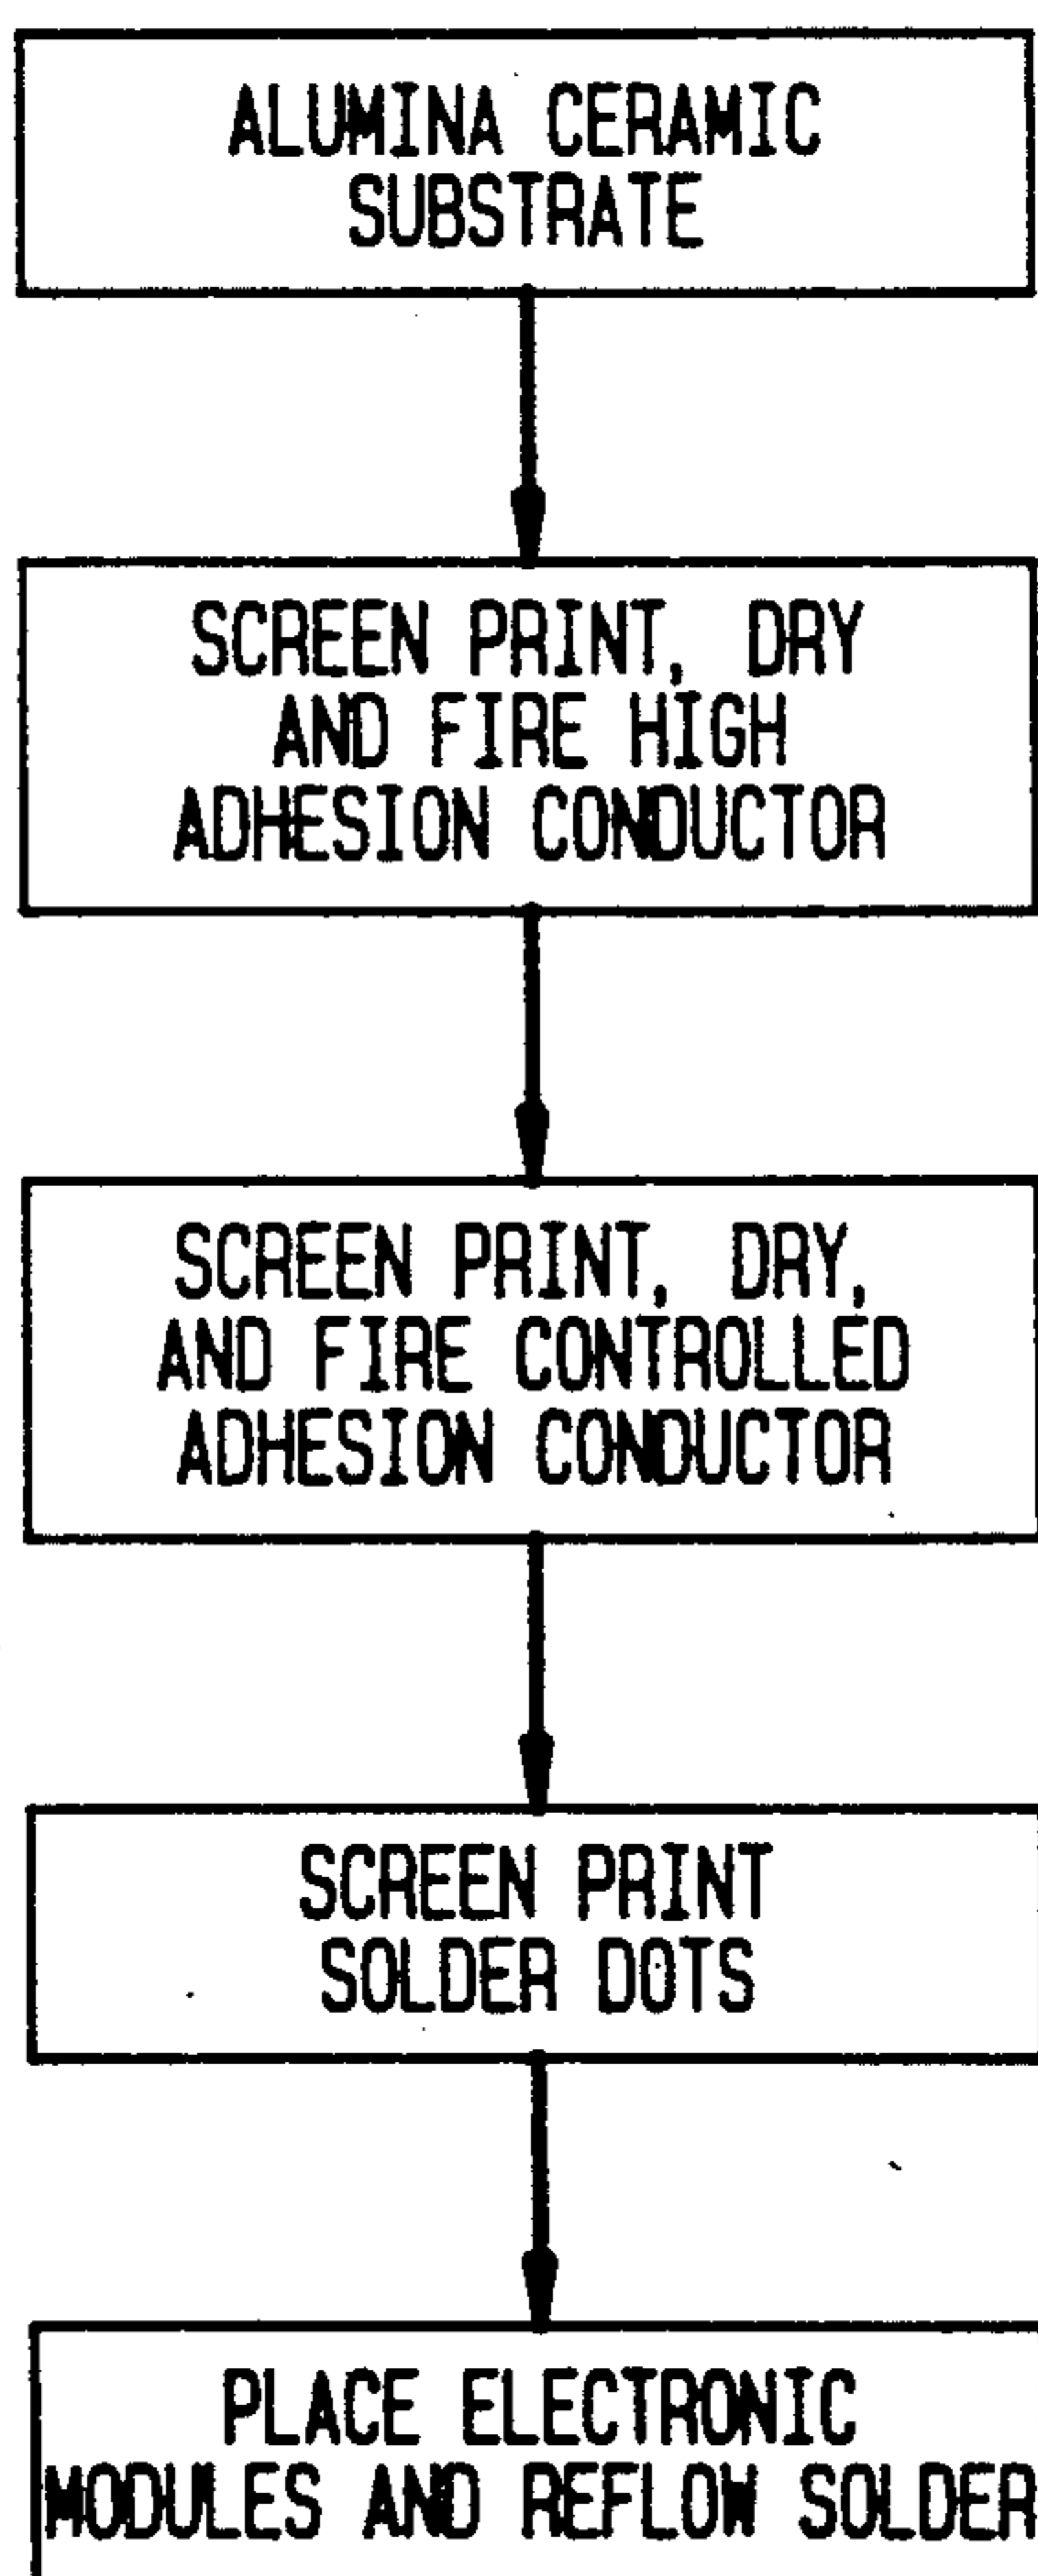 ALUMINA CERAMIC
SUBSTRATE
SCREEN PRINT, DRY
AND FIRE HIGH
ADHESION CONDUCTOR
SCREEN PRINT, DRY,
AND FIRE CONTROLLED
ADHESION CONDUCTOR
SCREEN PRINT
SOLDER DOTS
PLACE ELECTRONIC
MODULES AND REFLOW SOLDER